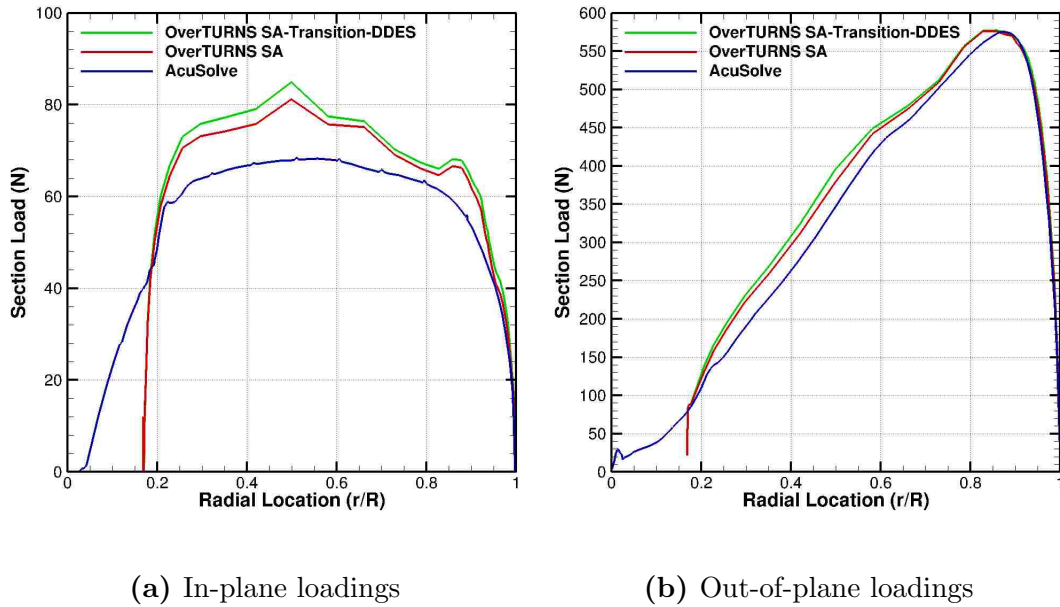 100
80
60
40
20
0
Section Load (N)
OverTURNS SA-Transition-DDES
OverTURNS SA
AcuSolve
0
0.2
0.4
0.6
0.8
1
Radial Location (r/R)
600
550
500
450
400
350
300
250
200
150
100
50
0
Section Load (N)
OverTURNS SA-Transition-DDES
OverTURNS SA
AcuSolve
0
0.2
0.4
0.6
0.8
1
Radial Location (r/R)
(a) In-plane loadings
(b) Out-of-plane loadings